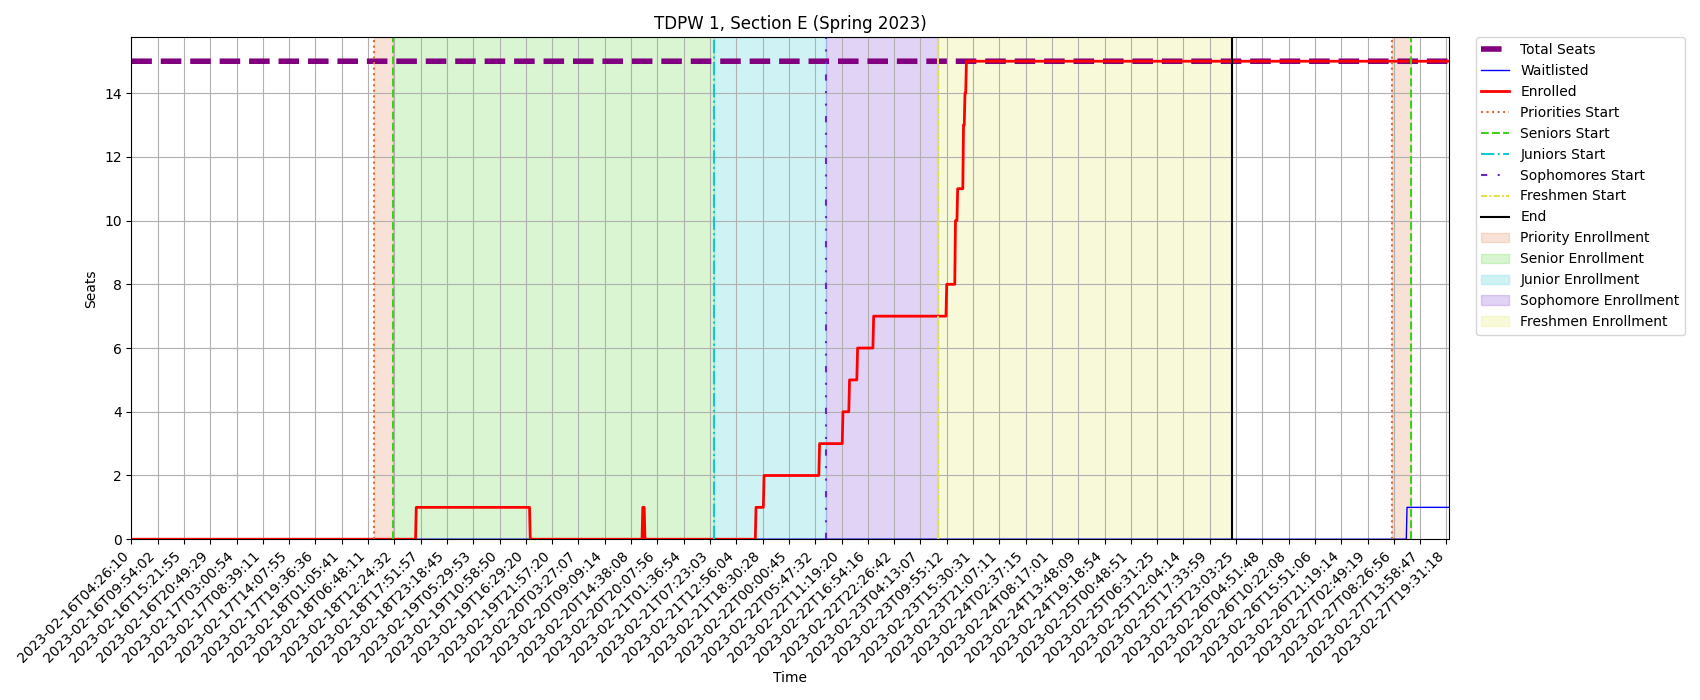 TDPW 1, Section E (Spring 2023)
Seats
14
12
10
8
6
4
2
0
2023-02-16T04:26:10
2023-02-16T09:54:02
2023-02-16T15:21:55
2023-02-16T20:49:29
2023-02-17T03:00:54
2023-02-17T08:39:11
2023-02-17T14:07:55
2023-02-17T19:36:36
2023-02-18T01:05:41
2023-02-18T06:48:11
2023-02-18T12:24:32
2023-02-18T17:51:57
2023-02-18T23:18:45
2023-02-19T05:29:53
2023-02-19T10:58:50
2023-02-19T16:29:20
2023-02-19T21:57:20
2023-02-20T03:27:07
2023-02-20T09:09:14
2023-02-20T14:38:08
2023-02-20T20:07:56
2023-02-21T01:36:54
2023-02-21T07:23:03
2023-02-21T12:56:04
2023-02-21T18:30:28
2023-02-22T00:00:45
2023-02-22T05:47:32
2023-02-22T11:19:20
2023-02-22T16:54:16
2023-02-22T22:26:42
2023-02-23T04:13:07
2023-02-23T09:55:12
2023-02-23T15:30:31
2023-02-23T21:07:11
2023-02-24T02:37:15
2023-02-24T08:17:01
2023-02-24T13:48:09
2023-02-24T19:18:54
2023-02-25T00:48:51
2023-02-25T06:31:25
2023-02-25T12:04:14
2023-02-25T17:33:59
2023-02-25T23:03:25
2023-02-26T04:51:48
2023-02-26T10:22:08
2023-02-26T15:51:06
2023-02-26T21:19:14
2023-02-27T02:49:19
2023-02-27T08:26:56
2023-02-27T13:58:47
2023-02-27T19:31:18
Time
Total Seats
Waitlisted
Enrolled
Priorities Start
Seniors Start
Juniors Start
Sophomores Start
Freshmen Start
End
Priority Enrollment
Senior Enrollment
Junior Enrollment
Sophomore Enrollment
Freshmen Enrollment